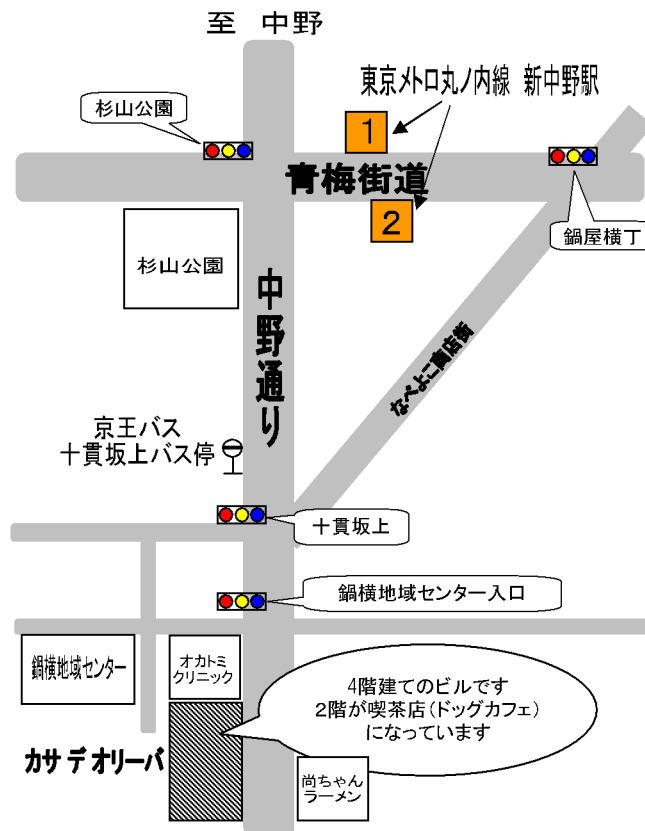 至 中野
東京メトロ丸ノ内線 新中野駅
杉山公園
1
青梅街道
2
鍋屋横丁
杉山公園
中野通り
なべよこ商店街
京王バス
十貫坂上バス停
十貫坂上
鍋横地域センター入口
鍋横地域センター
オカトミ
クリニック
4階建てのビルです
2階が喫茶店(ドッグカフェ)
になっています
カサ デ オリーバ
尚ちゃん
ラーメン